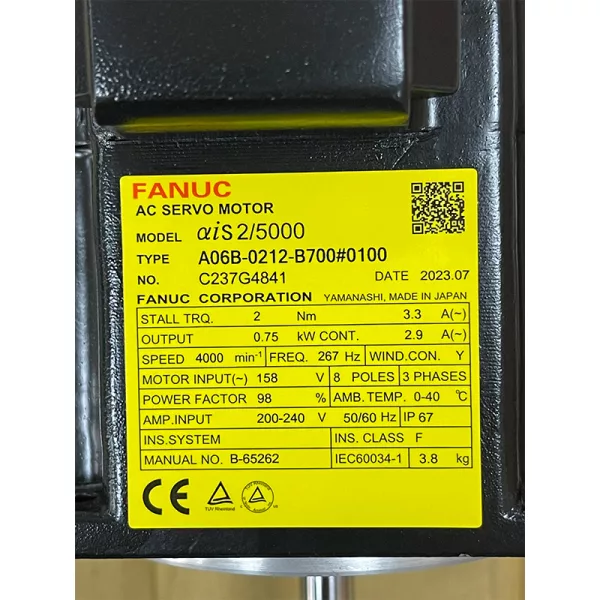 FANUC
AC SERVO MOTOR
MODEL αiS 2/5000
TYPE A06B-0212-B700#0100
NO. C237G4841 DATE 2023.07
FANUC CORPORATION YAMANASHI, MADE IN JAPAN
STALL TRQ. 2 Nm 3.3 A(~)
OUTPUT 0.75 kW CONT. 2.9 A(~)
SPEED 4000 min-1 FREQ. 267 Hz WIND.CON. Y
MOTOR INPUT(~) 158 V 8 POLES 3 PHASES
POWER FACTOR 98 % AMB.TEMP. 0-40 ℃
AMP.INPUT 200-240 V 50/60 Hz IP 67
INS.SYSTEM INS. CLASS F
MANUAL NO. B-65262 IEC60034-1 3.8 kg
CE TÜV Rheinland TÜV Rheinland